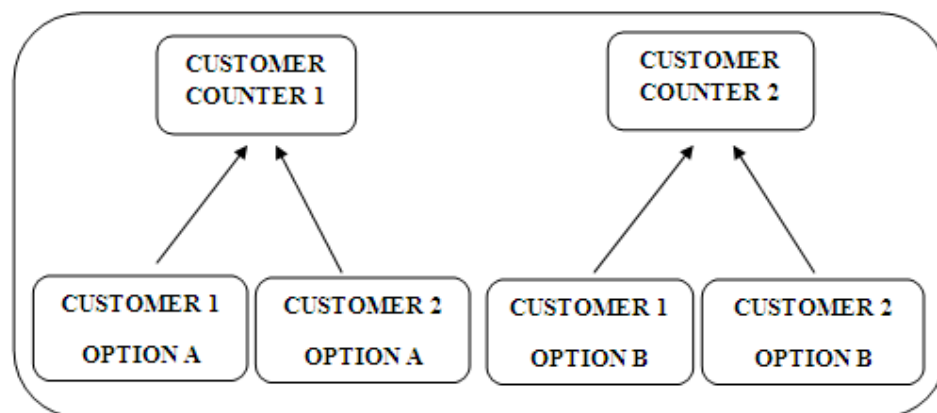 CUSTOMER
COUNTER 1
CUSTOMER
COUNTER 2
CUSTOMER 1
OPTION A
CUSTOMER 2
OPTION A
CUSTOMER 1
OPTION B
CUSTOMER 2
OPTION B